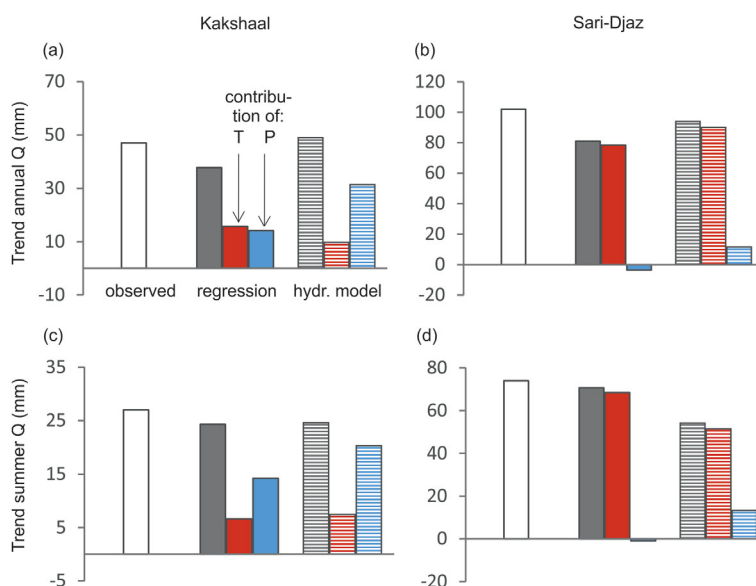 Kakshaal
Sari-Djaz
(a)
(b)
Trend annual Q (mm)
70
50
30
10
-10
contribu-
tion of:
T P
observed regression hydr. model
120
100
80
60
40
20
0
-20
(c)
(d)
Trend summer Q (mm)
35
25
15
5
-5
80
60
40
20
0
-20